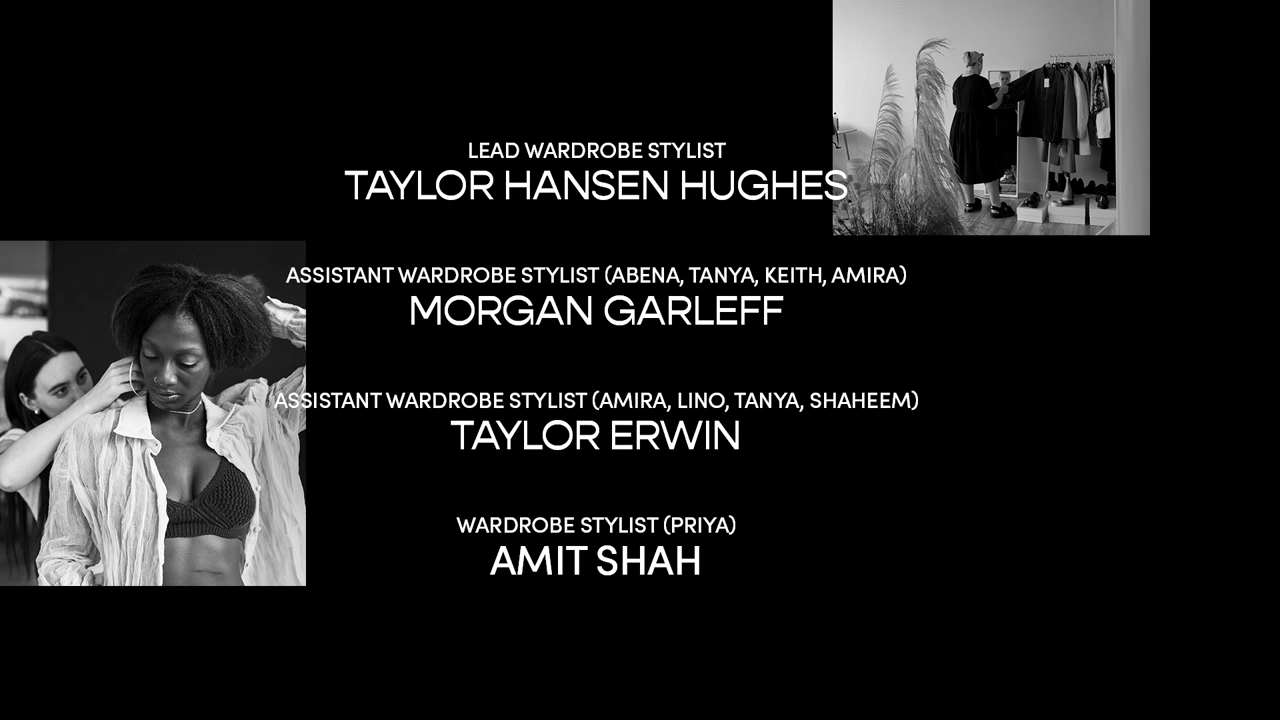 LEAD WARDROBE STYLIST
TAYLOR HANSEN HUGHES
ASSISTANT WARDROBE STYLIST (ABENA, TANYA, KEITH, AMIRA)
MORGAN GARLEFF
ASSISTANT WARDROBE STYLIST (AMIRA, LINO, TANYA, SHAHEEM)
TAYLOR ERWIN
WARDROBE STYLIST (PRIYA)
AMIT SHAH